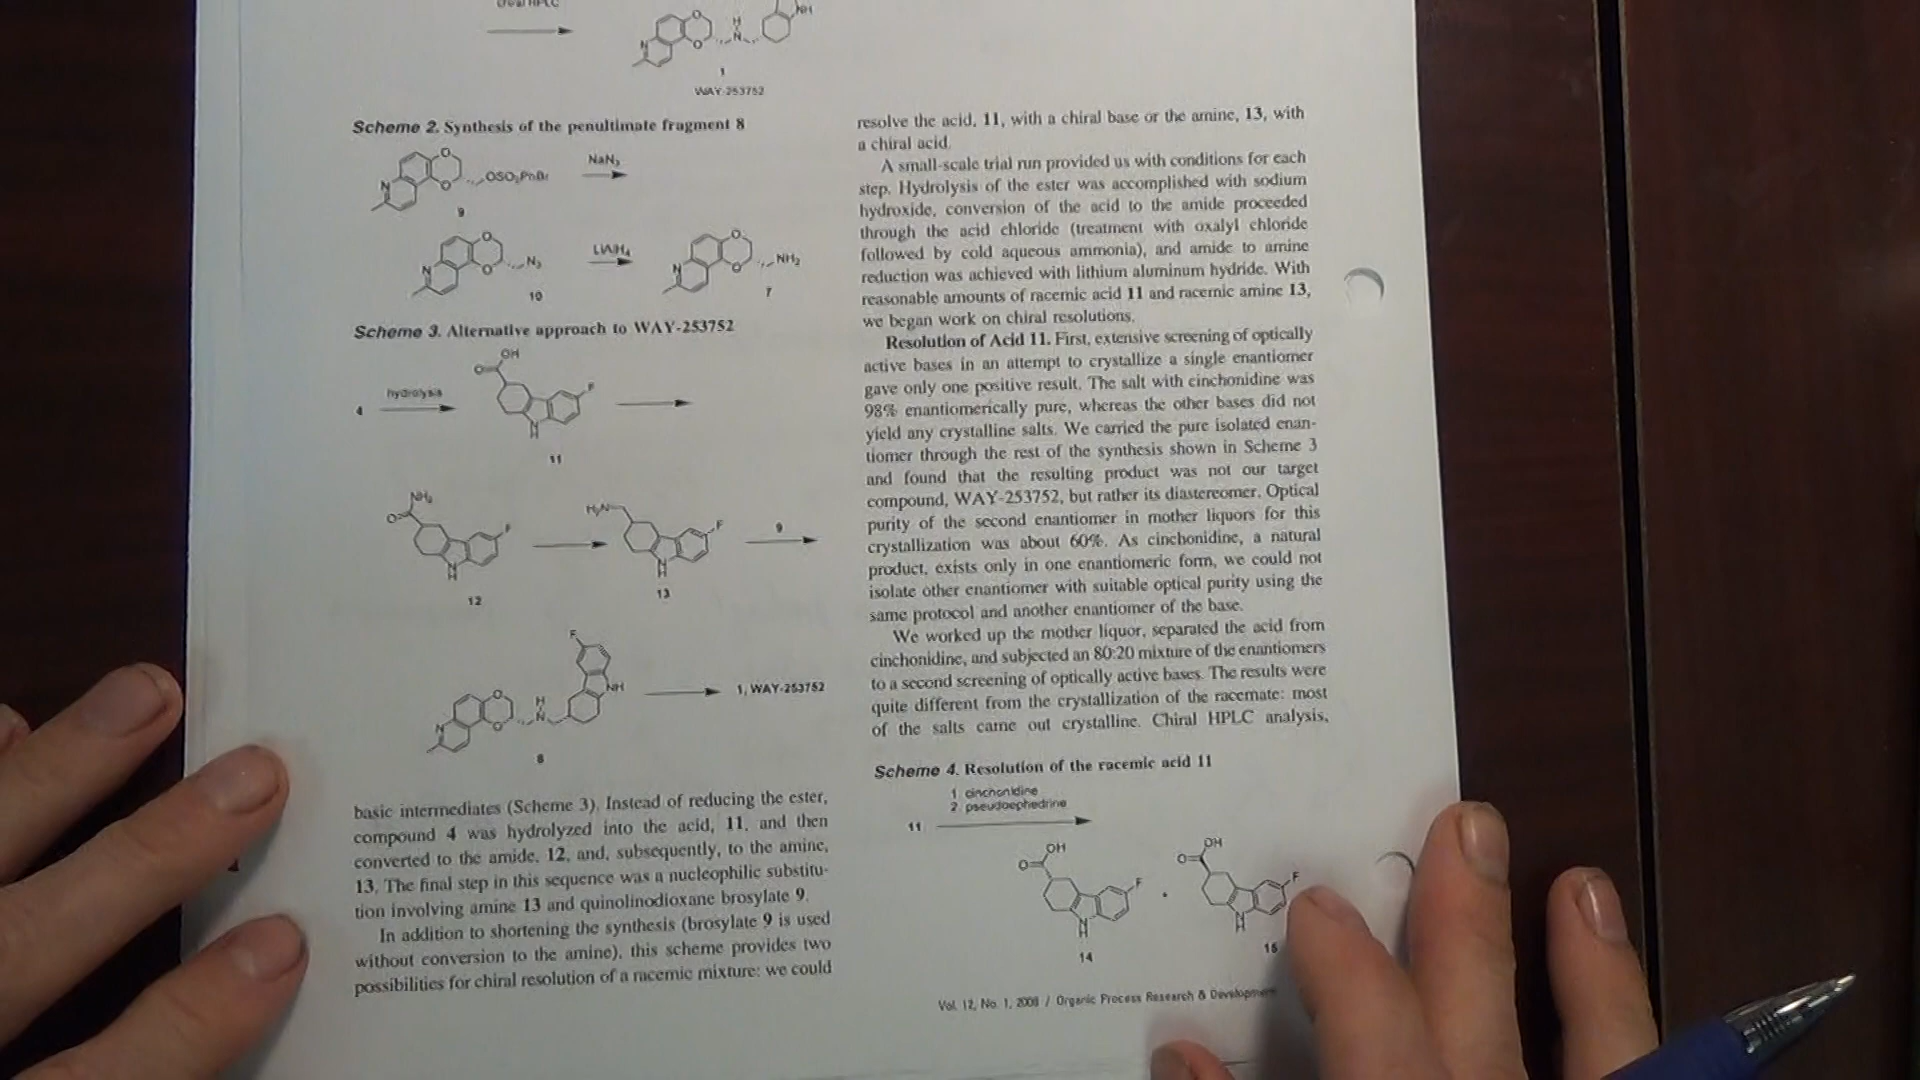 1
WAY-253752
Scheme 2. Synthesis of the penultimate fragment 8
NaN3
OSO2PhBr
9
LiAlH4
N3
NH2
10
7
Scheme 3. Alternative approach to WAY-253752
OH
O
F
hydrolysis
4
N
H
11
NH2
O
F
N
H
12
H2N
F
N
H
13
9
F
NH
H
N
8
1, WAY-253752
basic intermediates (Scheme 3). Instead of reducing the ester,
compound 4 was hydrolyzed into the acid, 11, and then
converted to the amide, 12, and, subsequently, to the amine,
13. The final step in this sequence was a nucleophilic substitu-
tion involving amine 13 and quinolinodioxane brosylate 9.
In addition to shortening the synthesis (brosylate 9 is used
without conversion to the amine), this scheme provides two
possibilities for chiral resolution of a racemic mixture: we could
resolve the acid, 11, with a chiral base or the amine, 13, with
a chiral acid.
A small-scale trial run provided us with conditions for each
step. Hydrolysis of the ester was accomplished with sodium
hydroxide, conversion of the acid to the amide proceeded
through the acid chloride (treatment with oxalyl chloride
followed by cold aqueous ammonia), and amide to amine
reduction was achieved with lithium aluminum hydride. With
reasonable amounts of racemic acid 11 and racemic amine 13,
we began work on chiral resolutions.
Resolution of Acid 11. First, extensive screening of optically
active bases in an attempt to crystallize a single enantiomer
gave only one positive result. The salt with cinchonidine was
98% enantiomerically pure, whereas the other bases did not
yield any crystalline salts. We carried the pure isolated enan-
tiomer through the rest of the synthesis shown in Scheme 3
and found that the resulting product was not our target
compound, WAY-253752, but rather its diastereomer. Optical
purity of the second enantiomer in mother liquors for this
crystallization was about 60%. As cinchonidine, a natural
product, exists only in one enantiomeric form, we could not
isolate other enantiomer with suitable optical purity using the
same protocol and another enantiomer of the base.
We worked up the mother liquor, separated the acid from
cinchonidine, and subjected an 80:20 mixture of the enantiomers
to a second screening of optically active bases. The results were
quite different from the crystallization of the racemate: most
of the salts came out crystalline. Chiral HPLC analysis,
Scheme 4. Resolution of the racemic acid 11
1. cinchonidine
2. pseudoephedrine
11
OH
O
F
N
H
14
OH
O
F
N
H
15
Vol. 12, No. 1, 2008 / Organic Process Research & Development